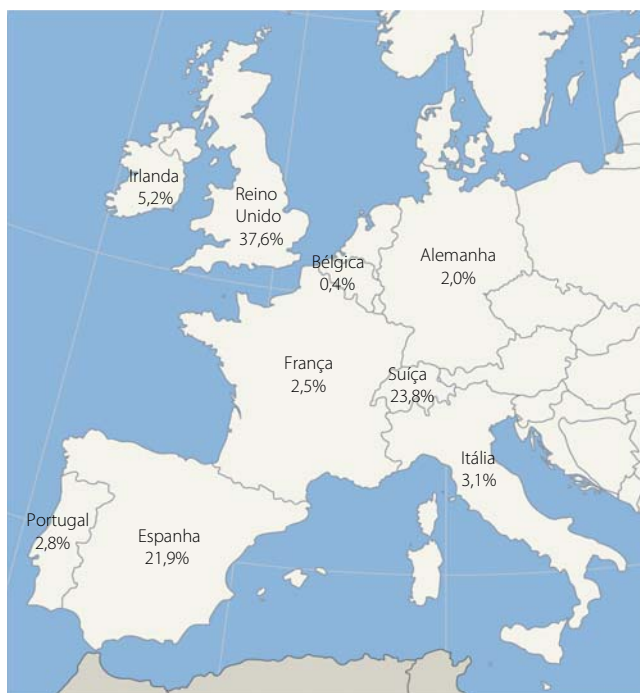 Irlanda
5,2%
Reino
Unido
37,6%
Bélgica
0,4%
Alemanha
2,0%
França
2,5%
Suíça
23,8%
Itália
3,1%
Portugal
2,8%
Espanha
21,9%